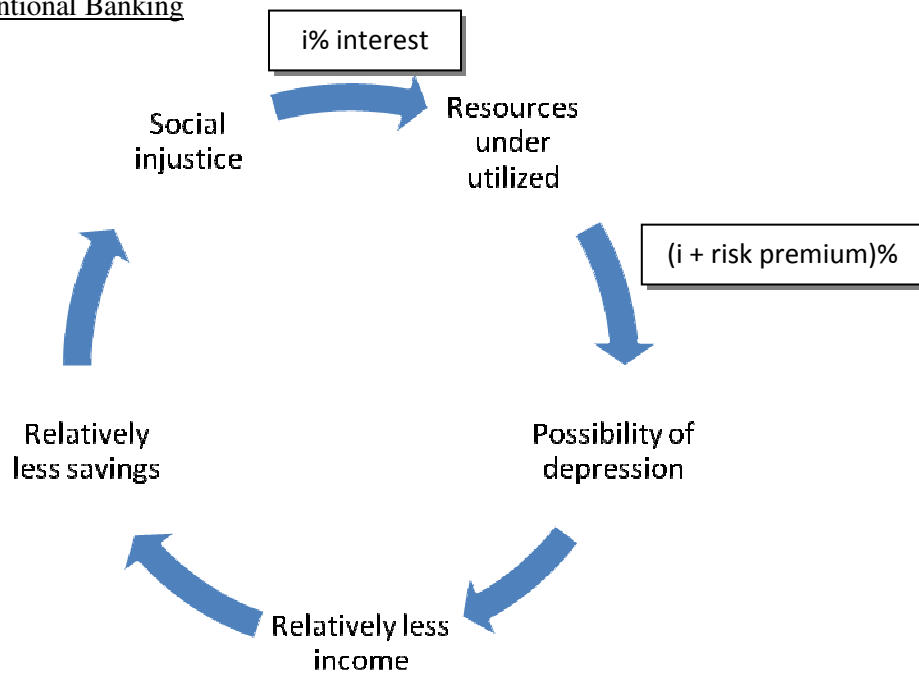 ntional Banking
i% interest
Social
injustice
Resources
under
utilized
(i + risk premium)%
Possibility of
depression
Relatively less
income
Relatively
less savings